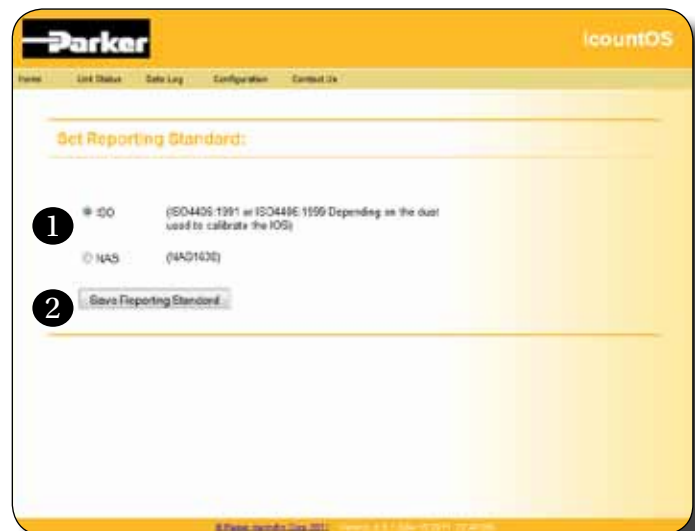 Parker
icountOS
Home Unit Status Data Log Configuration Contact Us
Set Reporting Standard:
1
ISO (ISO4406:1991 or ISO4406:1999 Depending on the dust
used to calibrate the IOS)
NAS (NAS1638)
2
Save Reporting Standard